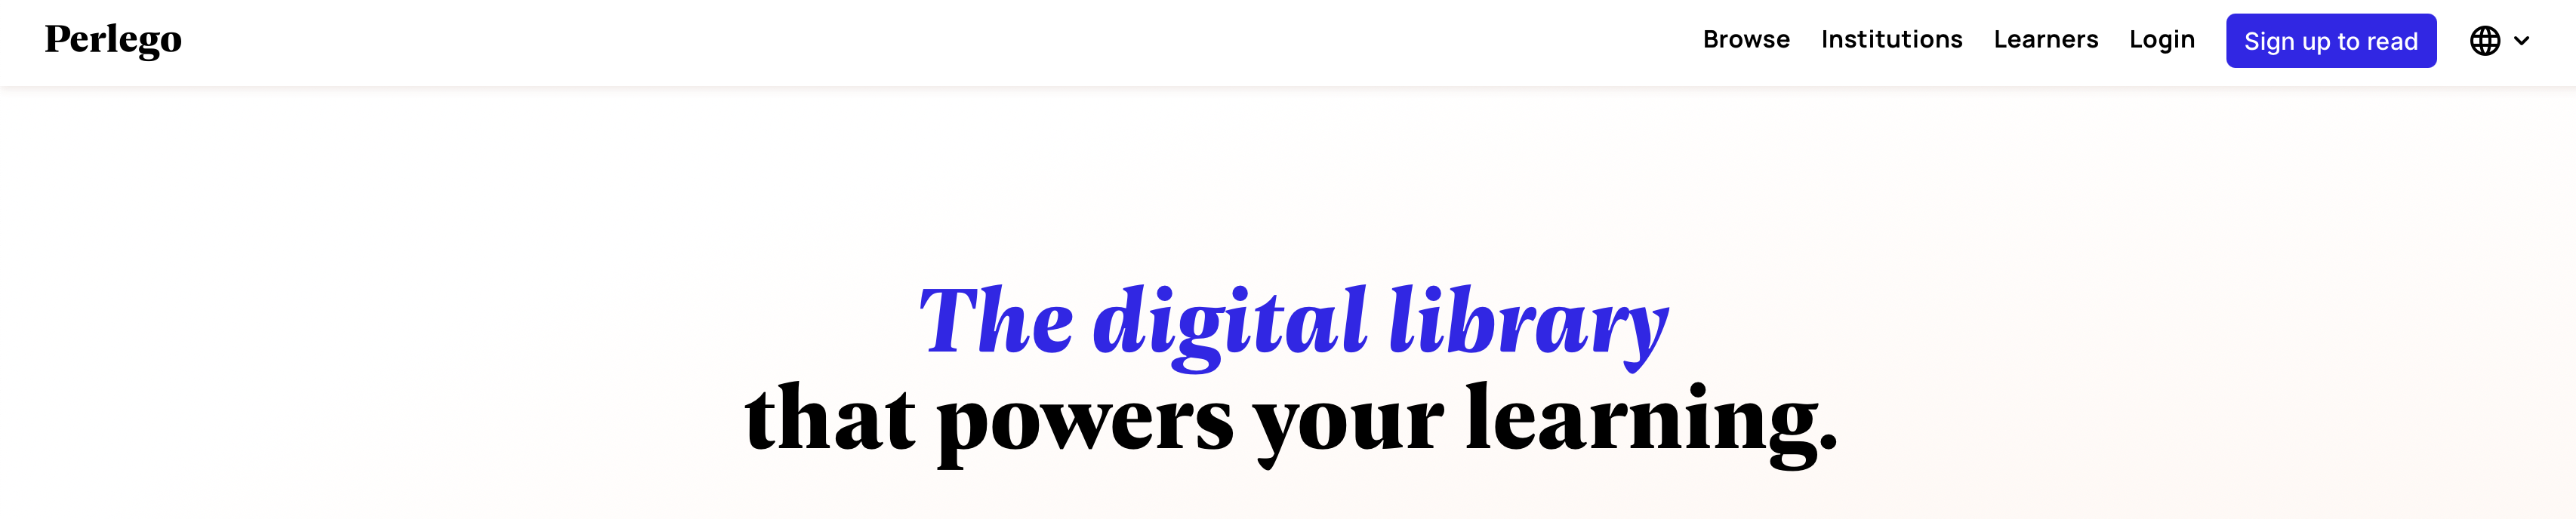 Perlego
Browse Institutions Learners Login Sign up to read
The digital library
that powers your learning.